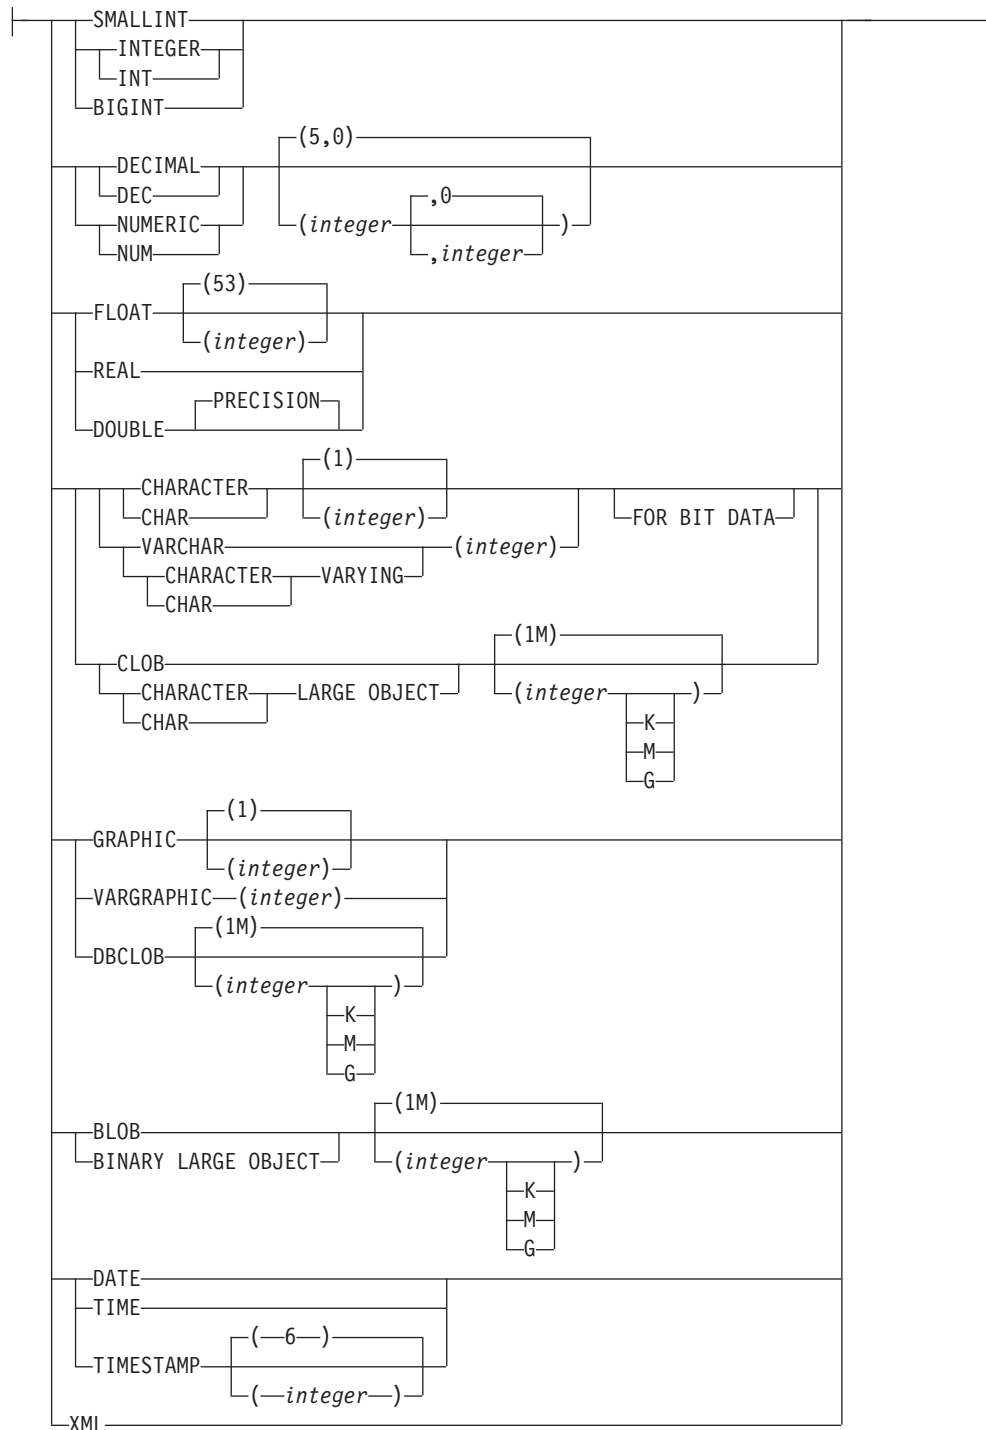 SMALLINT
INTEGER
INT
BIGINT
(5,0)
DECIMAL
DEC ,0
NUMERIC (integer )
NUM ,integer
(53)
FLOAT
(integer)
REAL
PRECISION
DOUBLE
(1)
CHARACTER
CHAR (integer) FOR BIT DATA
VARCHAR (integer)
CHARACTER VARYING
CHAR
(1M)
CLOB
CHARACTER LARGE OBJECT (integer )
CHAR K
M
G
(1)
GRAPHIC
(integer)
VARGRAPHIC (integer)
(1M)
DBCLOB
(integer )
K
M
G
(1M)
BLOB
BINARY LARGE OBJECT (integer )
K
M
G
DATE
TIME
( 6 )
TIMESTAMP
( integer )
XML